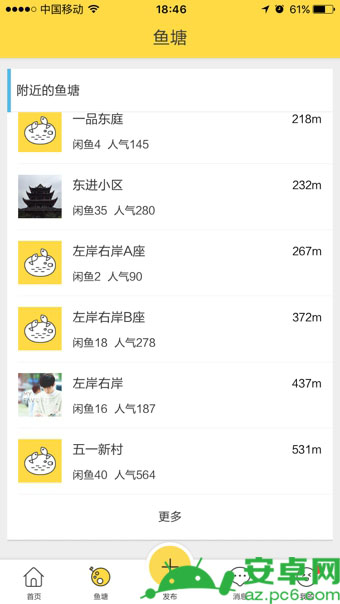 中国移动 18:46 61%
鱼塘
附近的鱼塘
一品东庭 218m
闲鱼4 人气145
东进小区 232m
闲鱼35 人气280
左岸右岸A座 267m
闲鱼2 人气90
左岸右岸B座 372m
闲鱼18 人气278
左岸右岸 437m
闲鱼16 人气187
五一新村 531m
闲鱼40 人气564
更多
首页 鱼塘 发布 消息 我的
安卓网
az.pc6.com